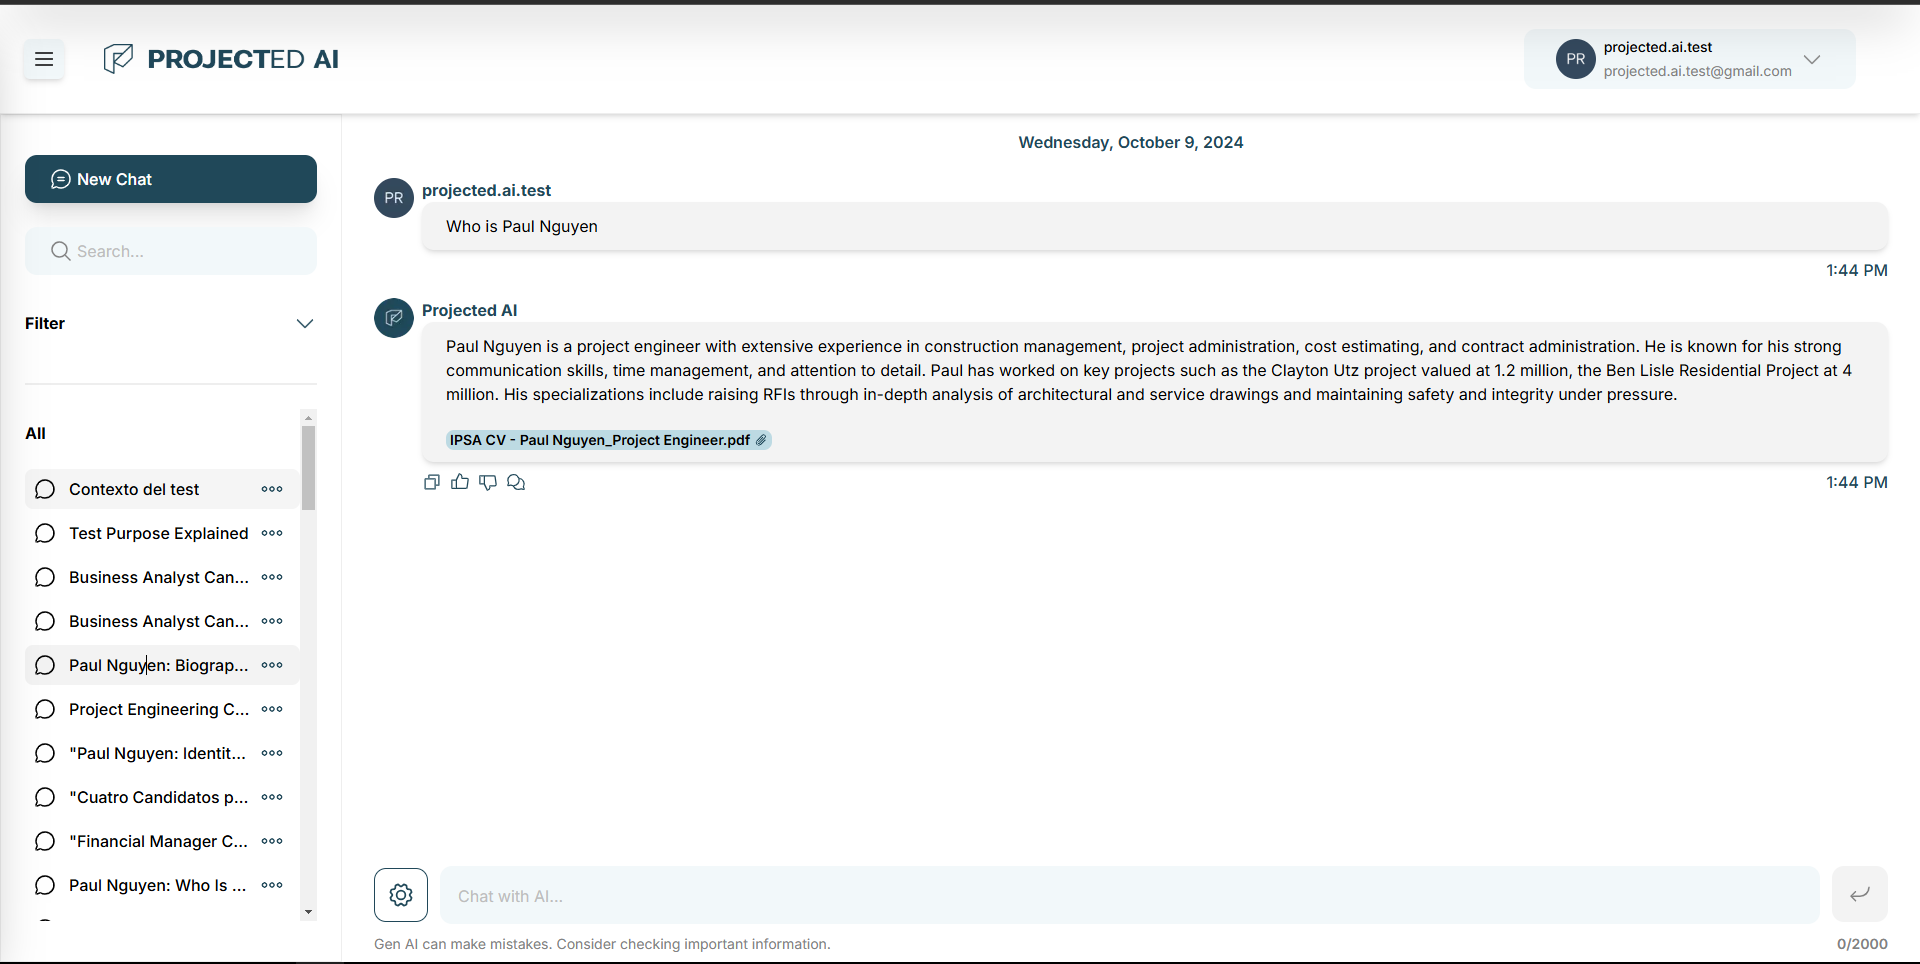 PROJECTED AI
PR
projected.ai.test
projected.ai.test@gmail.com
New Chat
Search...
Filter
All
Contexto del test
Test Purpose Explained
Business Analyst Can...
Business Analyst Can...
Paul Nguyen: Biograp...
Project Engineering C...
"Paul Nguyen: Identit...
"Cuatro Candidatos p...
"Financial Manager C...
Paul Nguyen: Who Is ...
Wednesday, October 9, 2024
PR
projected.ai.test
Who is Paul Nguyen
1:44 PM
Projected AI
Paul Nguyen is a project engineer with extensive experience in construction management, project administration, cost estimating, and contract administration. He is known for his strong
communication skills, time management, and attention to detail. Paul has worked on key projects such as the Clayton Utz project valued at 1.2 million, the Ben Lisle Residential Project at 4
million. His specializations include raising RFIs through in-depth analysis of architectural and service drawings and maintaining safety and integrity under pressure.
IPSA CV - Paul Nguyen_Project Engineer.pdf
1:44 PM
Chat with AI...
Gen AI can make mistakes. Consider checking important information.
0/2000